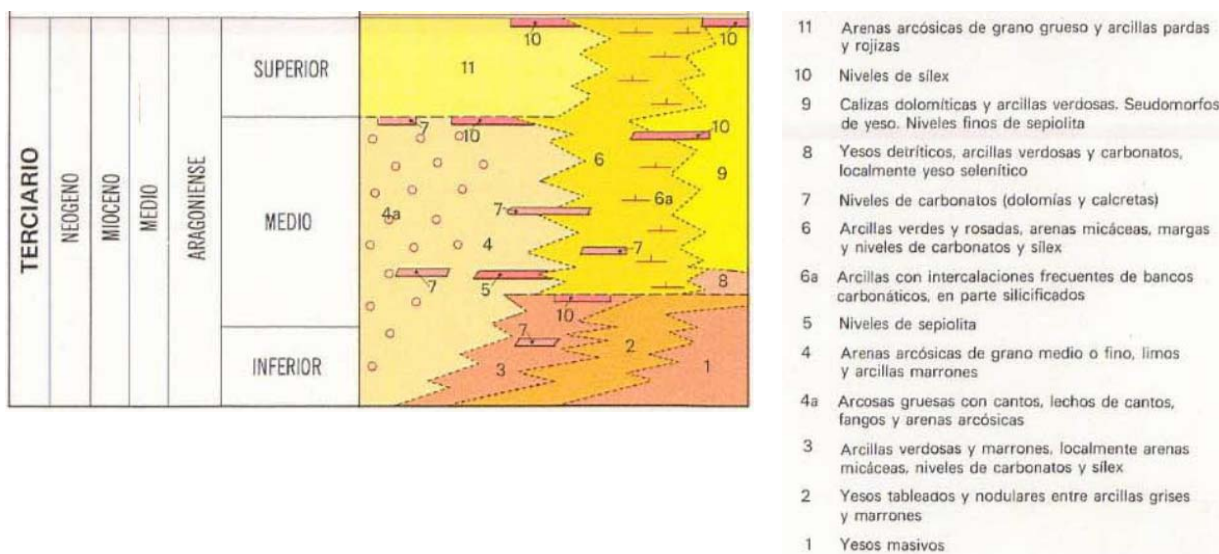 TERCIARIO
NEOGENO
MIOCENO
MEDIO
ARAGONIENSE
SUPERIOR
MEDIO
INFERIOR
10
10
11
7
10
10
6
9
4a
7
6a
4
7
7
5
8
10
7
2
3
1
11 Arenas arcósicas de grano grueso y arcillas pardas
y rojizas
10 Niveles de sílex
9 Calizas dolomíticas y arcillas verdosas. Seudomorfos
de yeso. Niveles finos de sepiolita
8 Yesos detríticos, arcillas verdosas y carbonatos,
localmente yeso selenítico
7 Niveles de carbonatos (dolomías y calcretas)
6 Arcillas verdes y rosadas, arenas micáceas, margas
y niveles de carbonatos y sílex
6a Arcillas con intercalaciones frecuentes de bancos
carbonáticos, en parte silicificados
5 Niveles de sepiolita
4 Arenas arcósicas de grano medio o fino, limos
y arcillas marrones
4a Arcosas gruesas con cantos, lechos de cantos,
fangos y arenas arcósicas
3 Arcillas verdosas y marrones, localmente arenas
micáceas, niveles de carbonatos y sílex
2 Yesos tableados y nodulares entre arcillas grises
y marrones
1 Yesos masivos